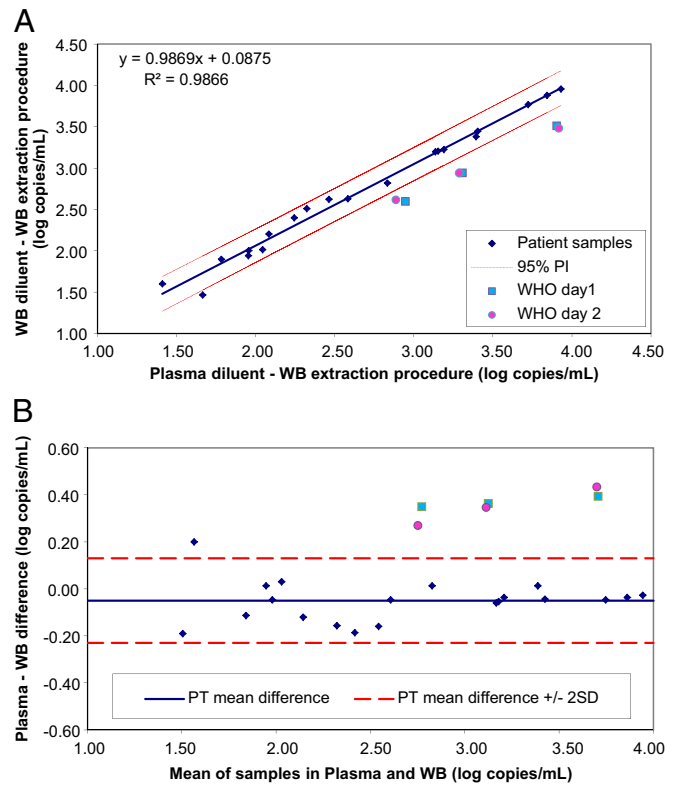 A
y = 0.9869x + 0.0875
R² = 0.9866
WB diluent - WB extraction procedure
(log copies/mL)
4.50
4.00
3.50
3.00
2.50
2.00
1.50
1.00
Patient samples
95% PI
WHO day1
WHO day 2
1.00 1.50 2.00 2.50 3.00 3.50 4.00 4.50
Plasma diluent - WB extraction procedure (log copies/mL)
B
Plasma - WB difference (log copies/mL)
0.60
0.40
0.20
0.00
-0.20
-0.40
-0.60
PT mean difference
PT mean difference +/- 2SD
1.00 1.50 2.00 2.50 3.00 3.50 4.00
Mean of samples in Plasma and WB (log copies/mL)